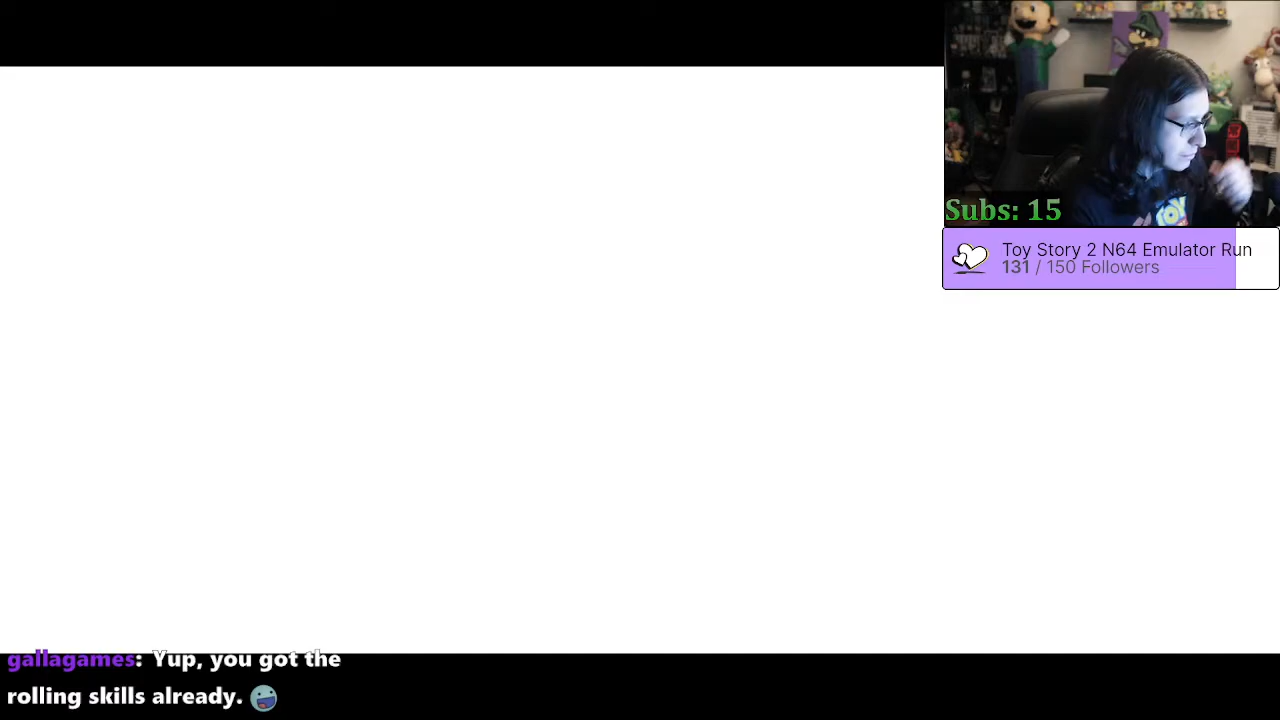 Subs: 15
Toy Story 2 N64 Emulator Run
131 / 150 Followers
gallagames: Yup, you got the
rolling skills already.